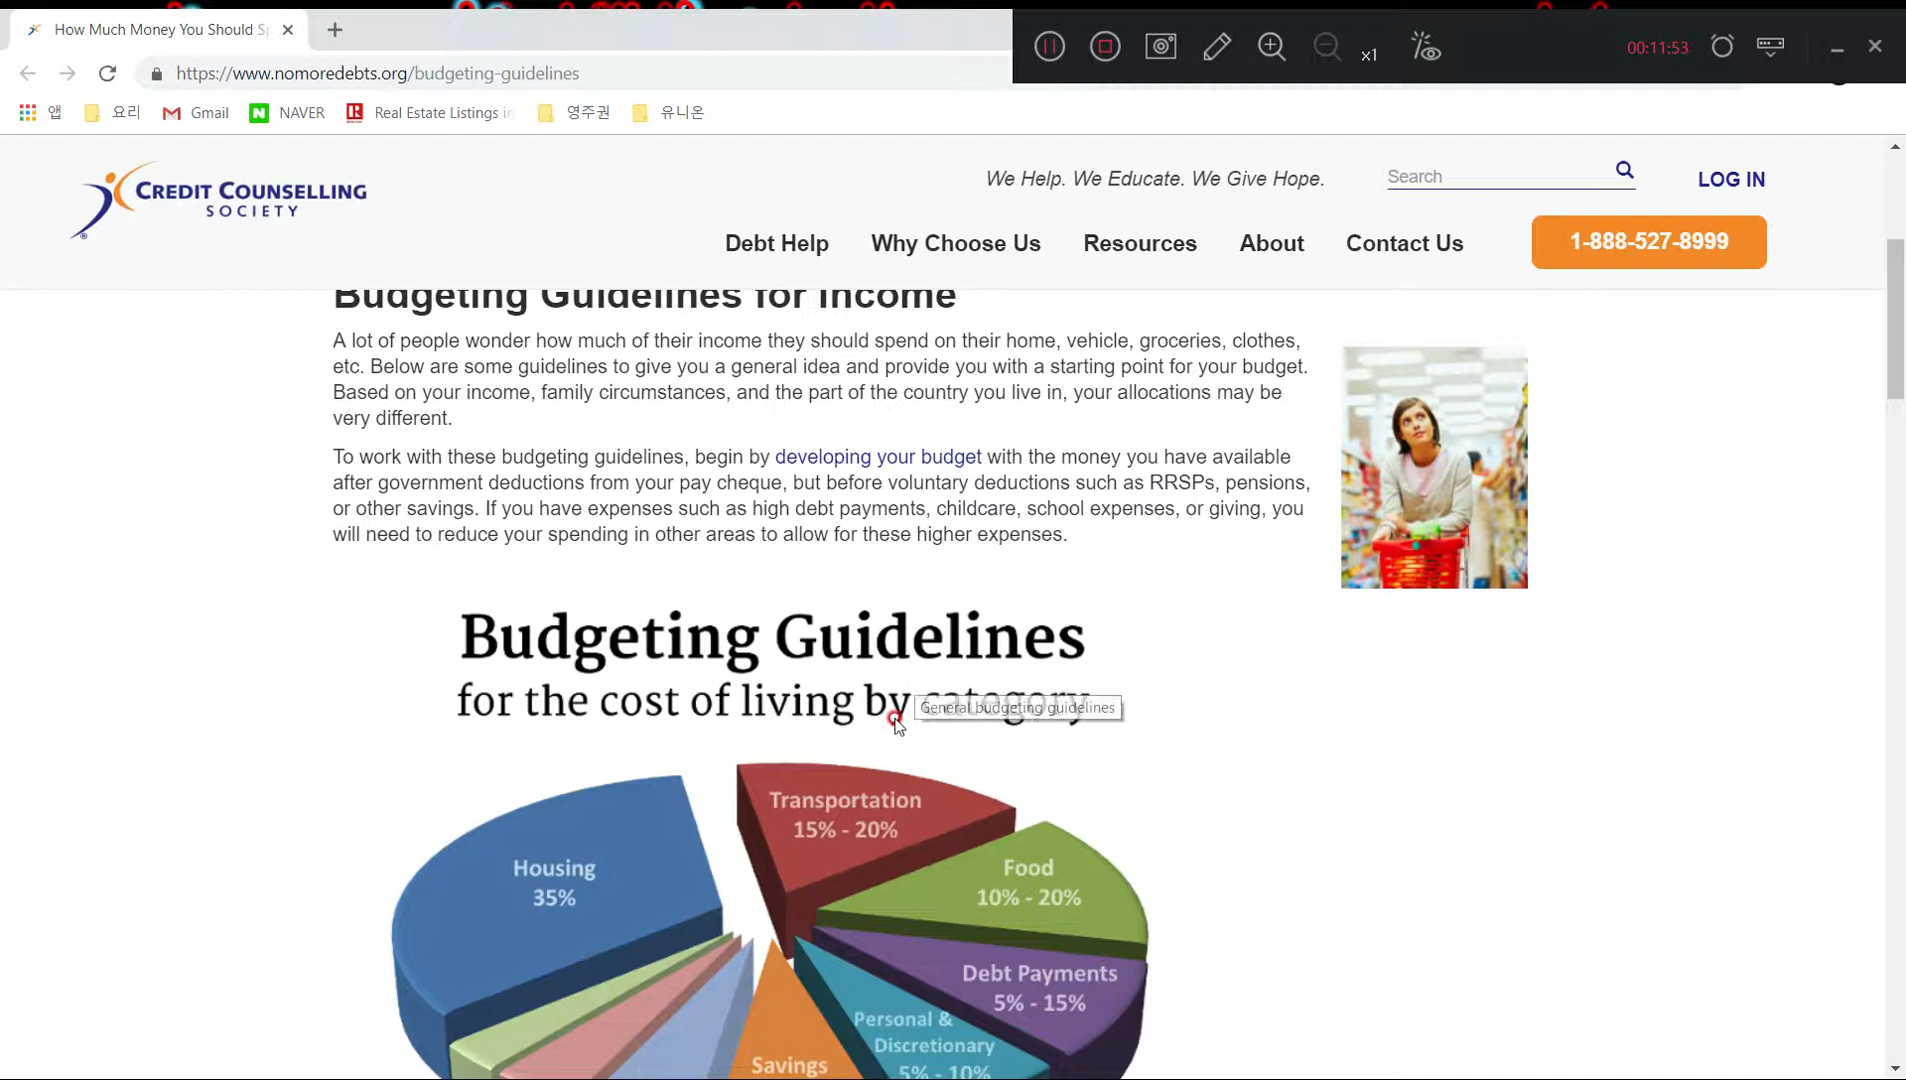 How Much Money You Should Sp
00:11:53
x1
https://www.nomoredebts.org/budgeting-guidelines
앱
요리
Gmail
NAVER
Real Estate Listings in
영주권
유니온
CREDIT COUNSELLING
SOCIETY
We Help. We Educate. We Give Hope.
Search
LOG IN
Debt Help
Why Choose Us
Resources
About
Contact Us
1-888-527-8999
Budgeting Guidelines for Income
A lot of people wonder how much of their income they should spend on their home, vehicle, groceries, clothes,
etc. Below are some guidelines to give you a general idea and provide you with a starting point for your budget.
Based on your income, family circumstances, and the part of the country you live in, your allocations may be
very different.
To work with these budgeting guidelines, begin by developing your budget with the money you have available
after government deductions from your pay cheque, but before voluntary deductions such as RRSPs, pensions,
or other savings. If you have expenses such as high debt payments, childcare, school expenses, or giving, you
will need to reduce your spending in other areas to allow for these higher expenses.
Budgeting Guidelines
for the cost of living by category
General budgeting guidelines
Transportation
15% - 20%
Housing
35%
Food
10% - 20%
Debt Payments
5% - 15%
Personal &
Discretionary
5% - 10%
Savings